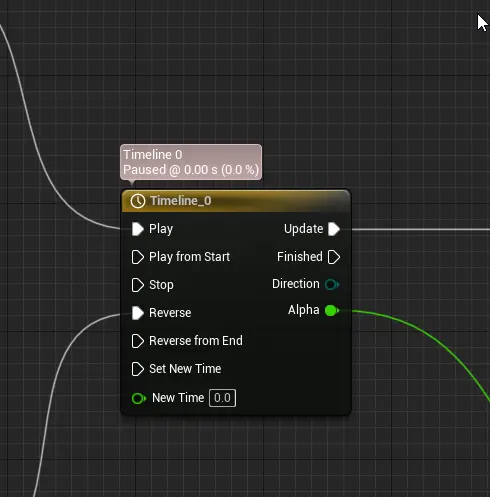 Timeline 0
Paused @ 0.00 s (0.0 %)
Timeline_0
Play
Update
Play from Start
Finished
Stop
Direction
Reverse
Alpha
Reverse from End
Set New Time
New Time 0.0